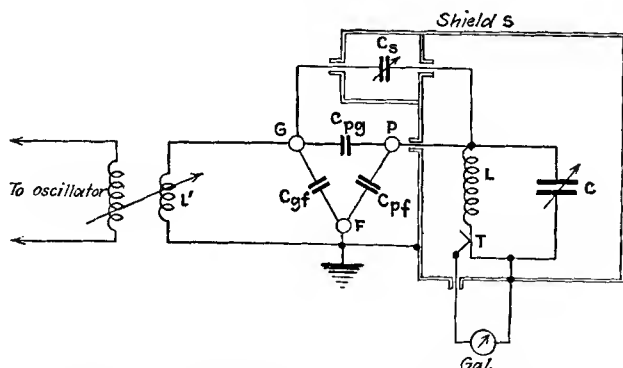 Shield S
Cs
G
Cpg
P
To oscillator
L'
Cgf
Cpf
L
C
F
T
Gal.